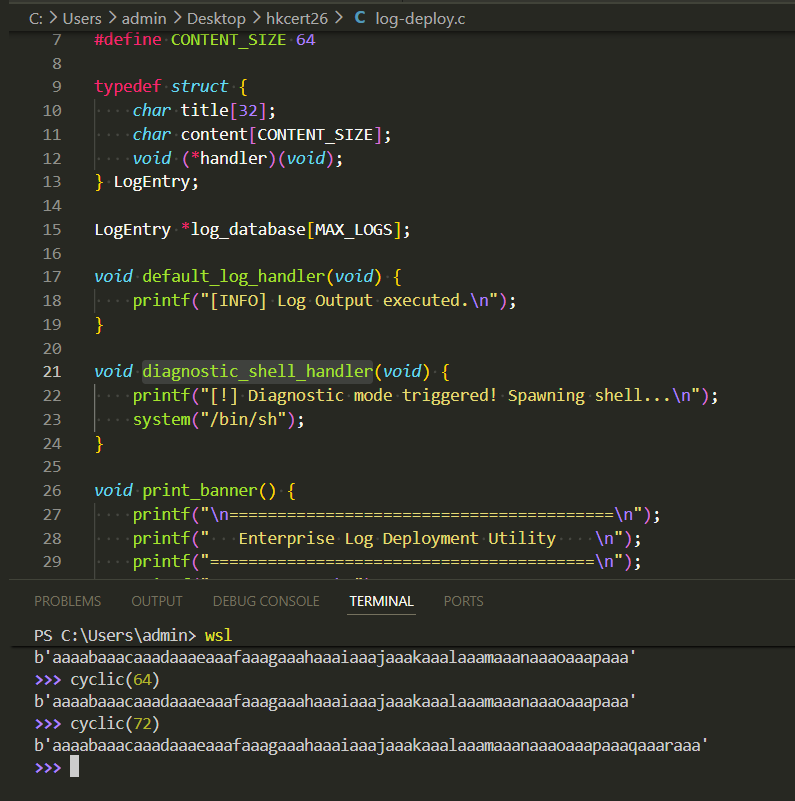 C: > Users > admin > Desktop > hkcert26 > C log-deploy.c
7 #define CONTENT_SIZE 64
8
9 typedef struct {
10 char title[32];
11 char content[CONTENT_SIZE];
12 void (*handler)(void);
13 } LogEntry;
14
15 LogEntry *log_database[MAX_LOGS];
16
17 void default_log_handler(void) {
18 printf("[INFO] Log Output executed.\n");
19 }
20
21 void diagnostic_shell_handler(void) {
22 printf("[!] Diagnostic mode triggered! Spawning shell...\n");
23 system("/bin/sh");
24 }
25
26 void print_banner() {
27 printf("\n========================================\n");
28 printf("   Enterprise Log Deployment Utility    \n");
29 printf("========================================\n");
PROBLEMS OUTPUT DEBUG CONSOLE TERMINAL PORTS
PS C:\Users\admin> wsl
b'aaaabaaacaaadaaaeaaafaaagaaahaaaiaaajaaakaaalaaamaaanaaaoaaapaaa'
>>> cyclic(64)
b'aaaabaaacaaadaaaeaaafaaagaaahaaaiaaajaaakaaalaaamaaanaaaoaaapaaa'
>>> cyclic(72)
b'aaaabaaacaaadaaaeaaafaaagaaahaaaiaaajaaakaaalaaamaaanaaaoaaapaaaqaaaraaa'
>>>